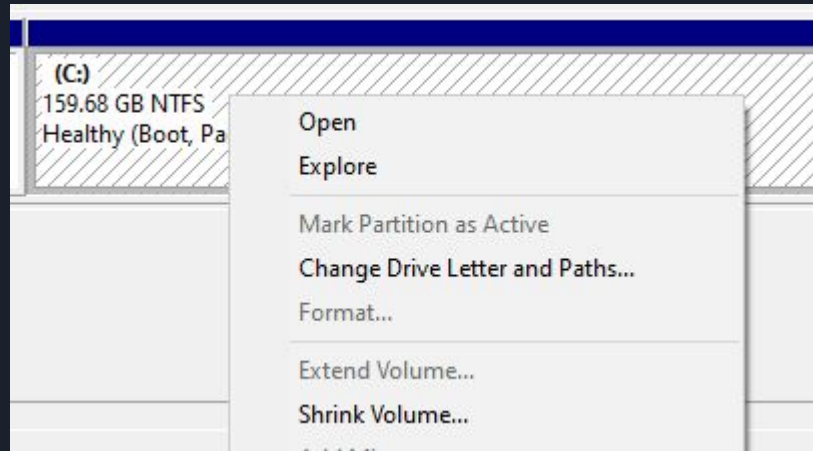 (C:)
159.68 GB NTFS
Healthy (Boot, Pa
Open
Explore
Mark Partition as Active
Change Drive Letter and Paths...
Format...
Extend Volume...
Shrink Volume...